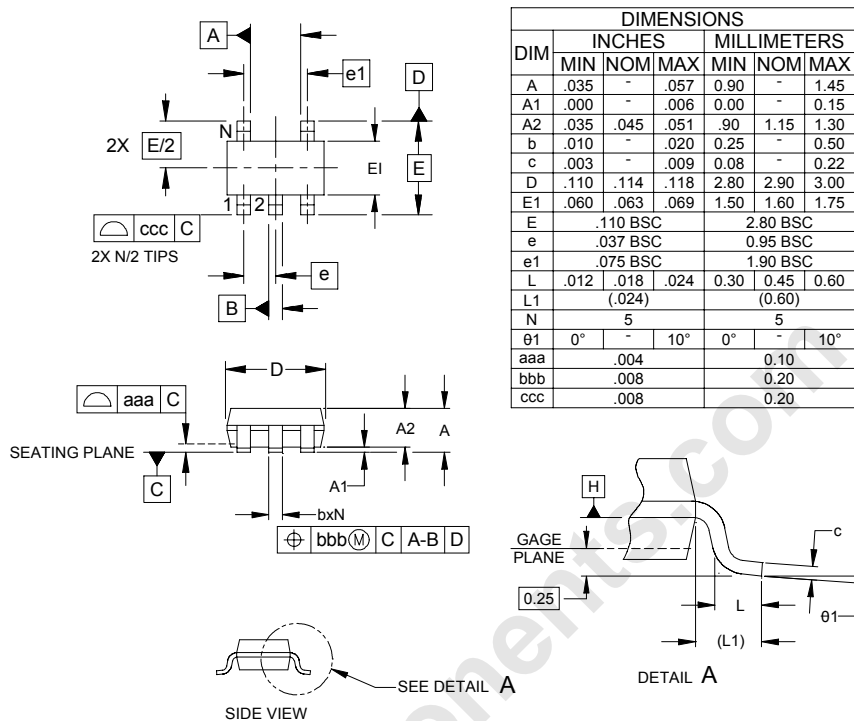 A
e1
D
N
2X E/2
EI
E
1 2
ccc C
2X N/2 TIPS
e
B
D
aaa C
A2 A
SEATING PLANE
C
A1
bxN
bbb M C A-B D
SIDE VIEW
SEE DETAIL A
DIMENSIONS
DIM INCHES MILLIMETERS
MIN NOM MAX MIN NOM MAX
A .035 - .057 0.90 - 1.45
A1 .000 - .006 0.00 - 0.15
A2 .035 .045 .051 .90 1.15 1.30
b .010 - .020 0.25 - 0.50
c .003 - .009 0.08 - 0.22
D .110 .114 .118 2.80 2.90 3.00
E1 .060 .063 .069 1.50 1.60 1.75
E .110 BSC 2.80 BSC
e .037 BSC 0.95 BSC
e1 .075 BSC 1.90 BSC
L .012 .018 .024 0.30 0.45 0.60
L1 (.024) (0.60)
N 5 5
θ1 0° - 10° 0° - 10°
aaa .004 0.10
bbb .008 0.20
ccc .008 0.20
H
GAGE
PLANE
c
0.25
L
θ1
(L1)
DETAIL A
onents.com